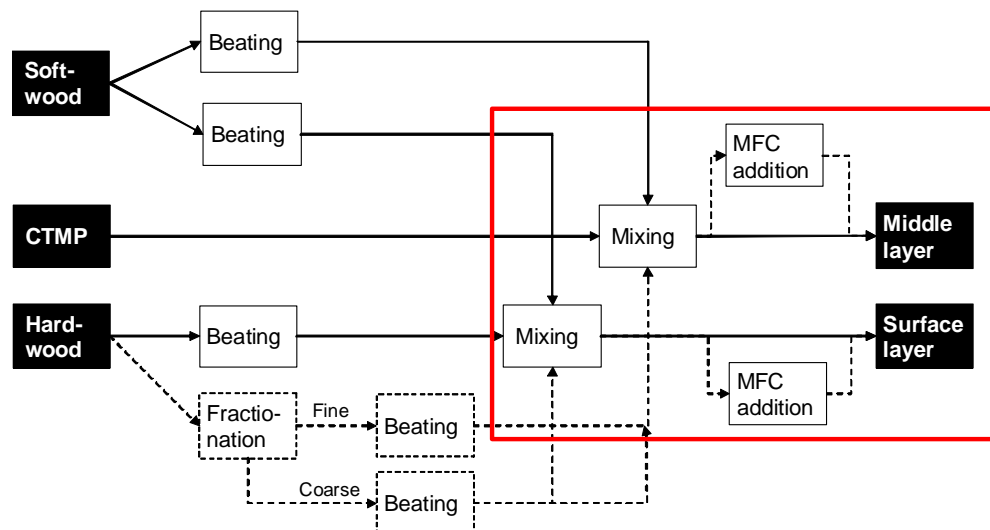 Beating
Soft-
wood
Beating
MFC
addition
CTMP
Mixing
Middle
layer
Hard-
wood
Beating
Mixing
Surface
layer
MFC
addition
Fractio-
nation
Fine
Beating
Coarse
Beating